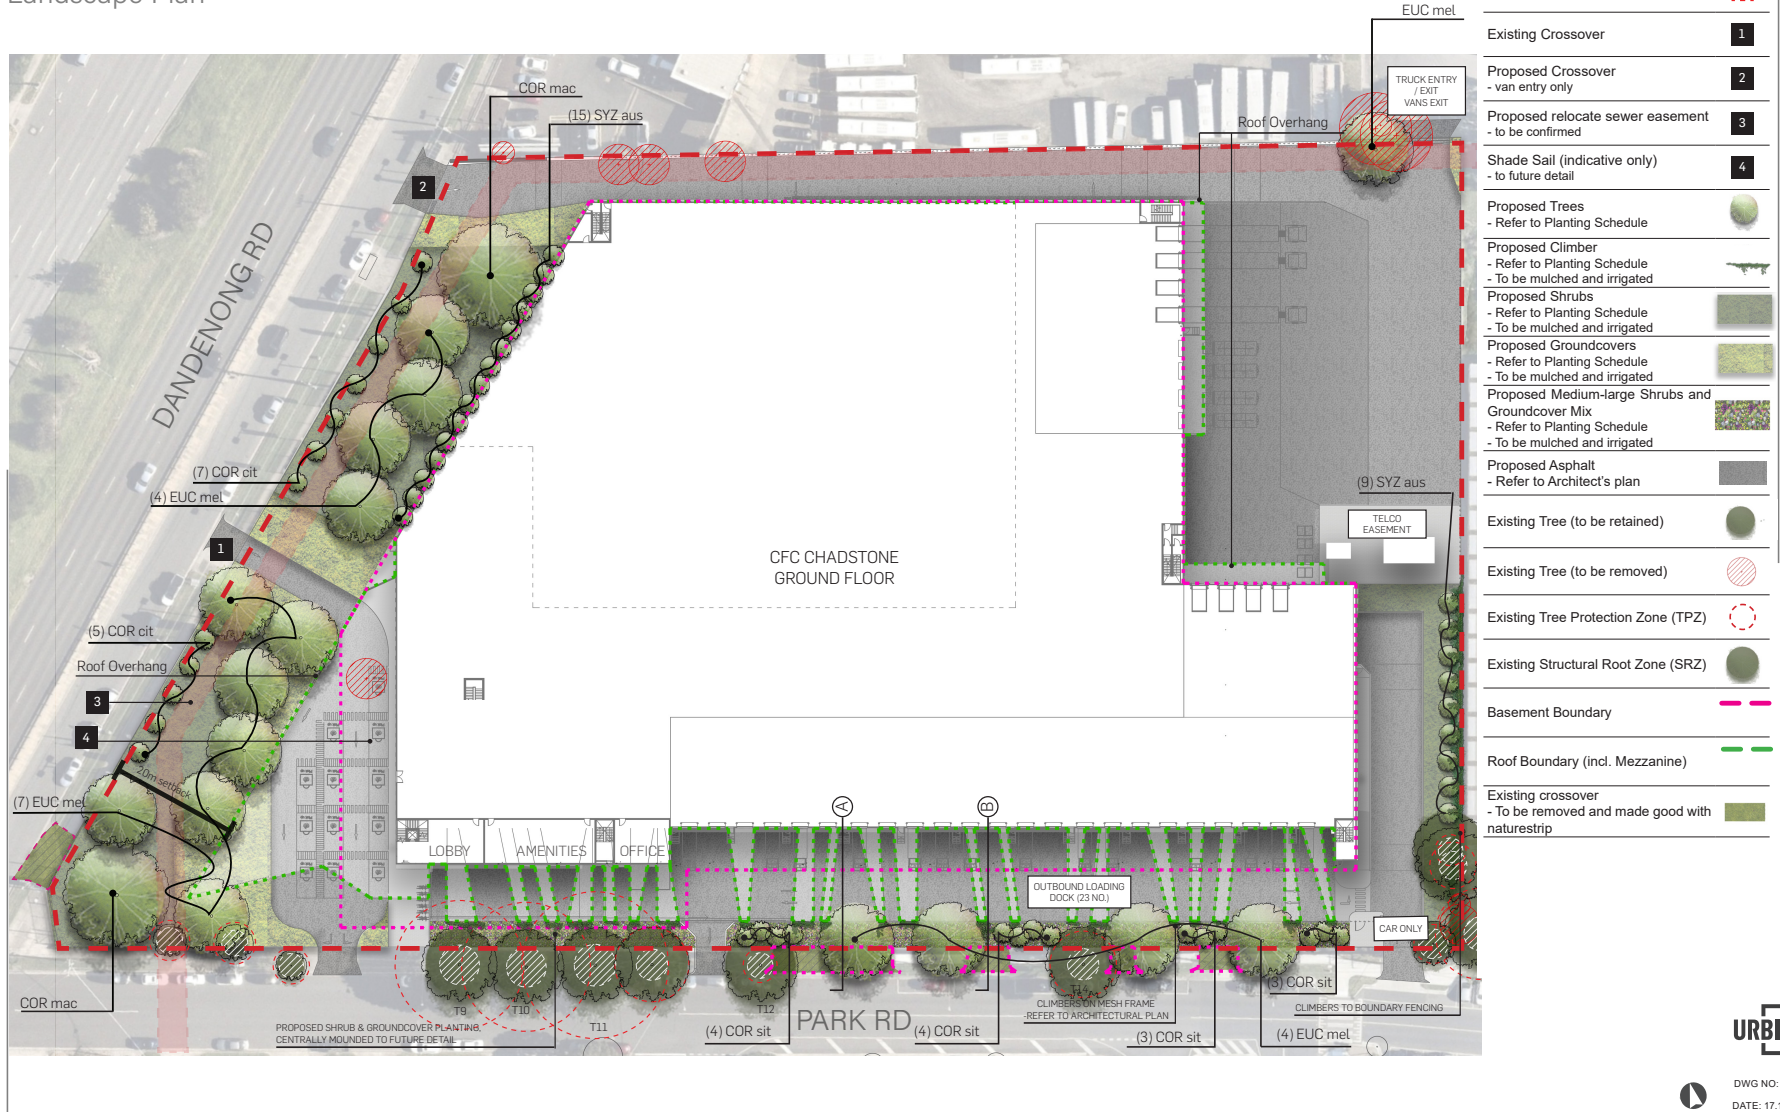 Landscape Plan
EUC mel
TRUCK ENTRY
/ EXIT
VANS EXIT
COR mac
(15) SYZ aus
Roof Overhang
2
DANDENONG RD
(7) COR cit
(4) EUC mel
1
(5) COR cit
Roof Overhang
3
4
20m setback
(7) EUC mel
COR mac
CFC CHADSTONE
GROUND FLOOR
(9) SYZ aus
TELCO
EASEMENT
LOBBY
AMENITIES
OFFICE
A
B
OUTBOUND LOADING
DOCK (23 NO.)
CAR ONLY
T9
T10
T11
T12
T14
PROPOSED SHRUB & GROUNDCOVER PLANTING,
CENTRALLY MOUNDED TO FUTURE DETAIL
(4) COR sit
PARK RD
(4) COR sit
CLIMBERS ON MESH FRAME
-REFER TO ARCHITECTURAL PLAN
(3) COR sit
(3) COR sit
(4) EUC mel
CLIMBERS TO BOUNDARY FENCING
Existing Crossover
1
Proposed Crossover
- van entry only
2
Proposed relocate sewer easement
- to be confirmed
3
Shade Sail (indicative only)
- to future detail
4
Proposed Trees
- Refer to Planting Schedule
Proposed Climber
- Refer to Planting Schedule
- To be mulched and irrigated
Proposed Shrubs
- Refer to Planting Schedule
- To be mulched and irrigated
Proposed Groundcovers
- Refer to Planting Schedule
- To be mulched and irrigated
Proposed Medium-large Shrubs and
Groundcover Mix
- Refer to Planting Schedule
- To be mulched and irrigated
Proposed Asphalt
- Refer to Architect's plan
Existing Tree (to be retained)
Existing Tree (to be removed)
Existing Tree Protection Zone (TPZ)
Existing Structural Root Zone (SRZ)
Basement Boundary
Roof Boundary (incl. Mezzanine)
Existing crossover
- To be removed and made good with
naturestrip
DWG NO:
DATE: 17.